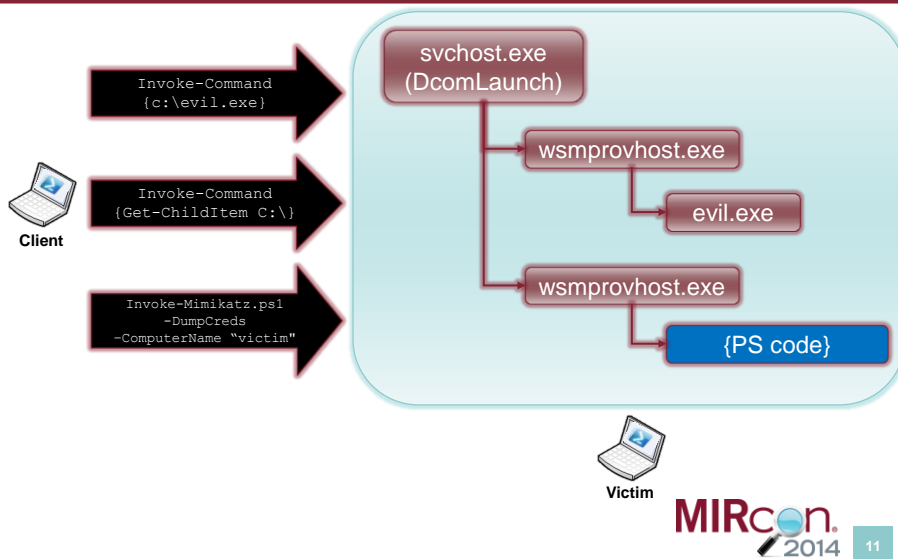 Invoke-Command
{c:\evil.exe}
Client
Invoke-Command
{Get-ChildItem C:\}
Invoke-Mimikatz.ps1
-DumpCreds
-ComputerName “victim"
svchost.exe
(DcomLaunch)
wsmprovhost.exe
evil.exe
wsmprovhost.exe
{PS code}
Victim
MIRcon.
2014
11